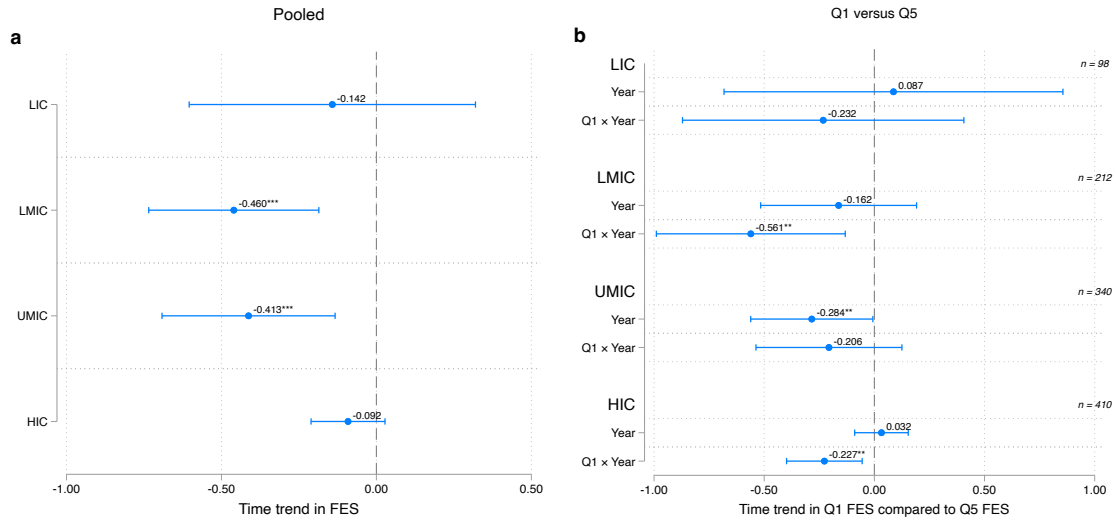 Pooled
a
LIC
-0.142
LMIC
-0.460***
UMIC
-0.413***
HIC
-0.092
-1.00 -0.50 0.00 0.50
Time trend in FES
Q1 versus Q5
b
LIC n = 98
Year 0.087
Q1 × Year -0.232
LMIC n = 212
Year -0.162
Q1 × Year -0.561**
UMIC n = 340
Year -0.284**
Q1 × Year -0.206
HIC n = 410
Year 0.032
Q1 × Year -0.227**
-1.00 -0.50 0.00 0.50 1.00
Time trend in Q1 FES compared to Q5 FES